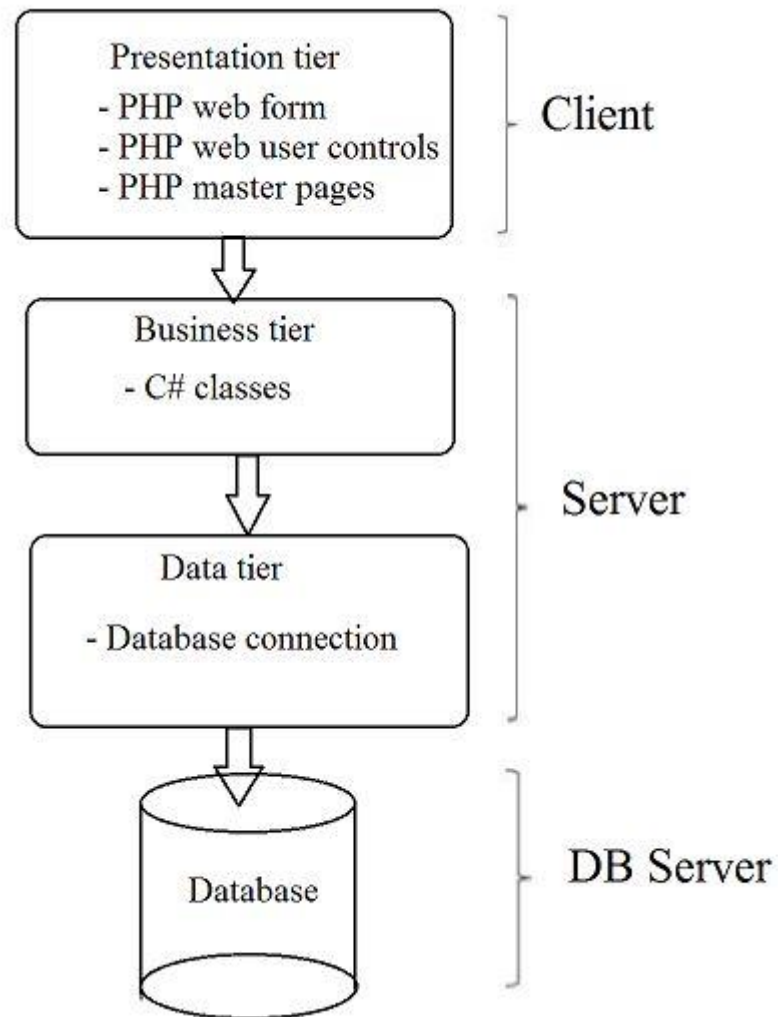 Presentation tier
- PHP web form
- PHP web user controls
- PHP master pages
Client
Business tier
- C# classes
Server
Data tier
- Database connection
Database
DB Server